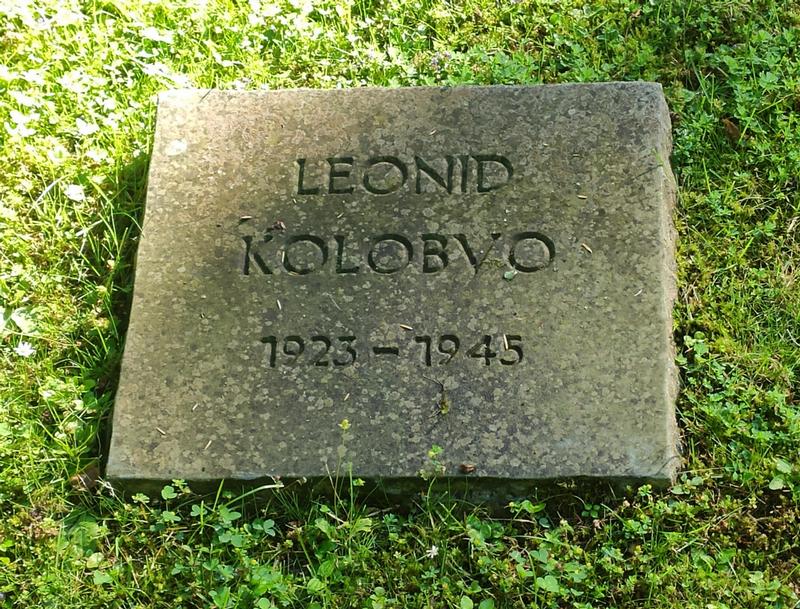 LEONID
KOLOBVO
1923 - 1945